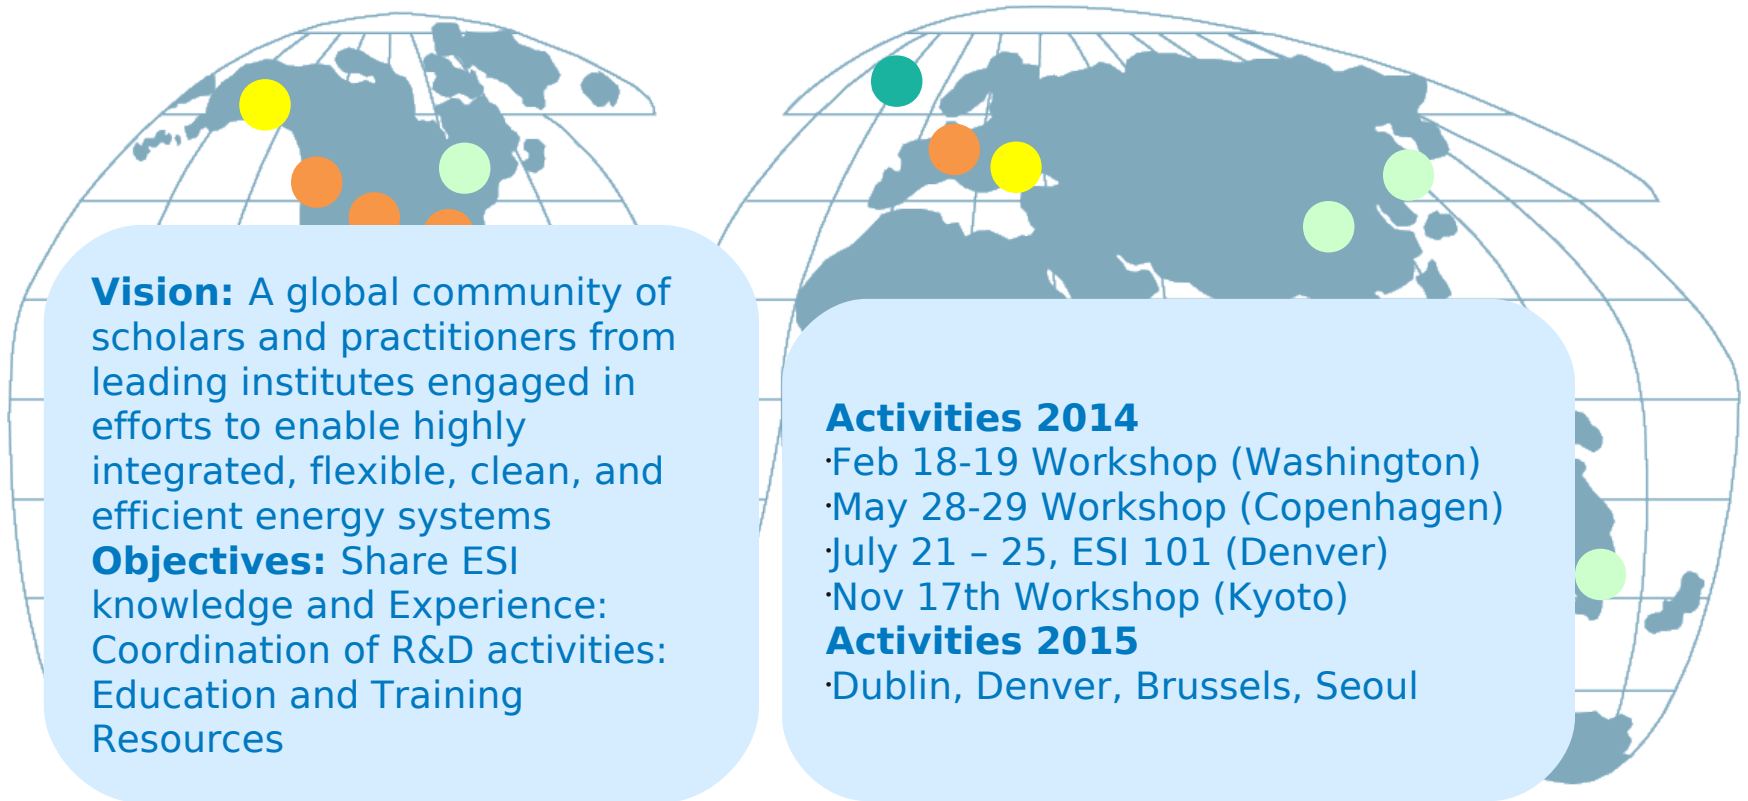 Vision: A global community of
scholars and practitioners from
leading institutes engaged in
efforts to enable highly
integrated, flexible, clean, and
efficient energy systems
Objectives: Share ESI
knowledge and Experience:
Coordination of R&D activities:
Education and Training
Resources
Activities 2014
·Feb 18-19 Workshop (Washington)
·May 28-29 Workshop (Copenhagen)
·July 21 – 25, ESI 101 (Denver)
·Nov 17th Workshop (Kyoto)
Activities 2015
·Dublin, Denver, Brussels, Seoul